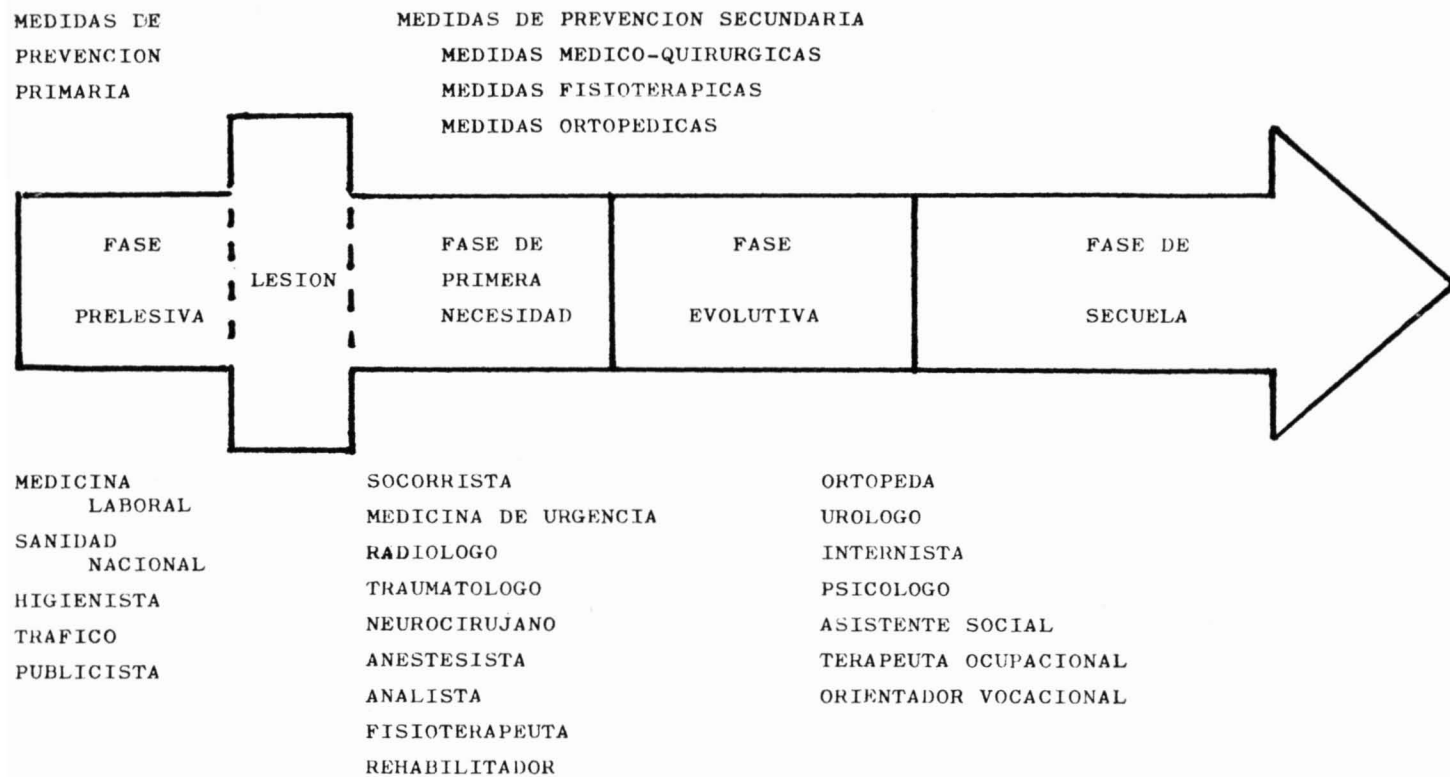 MEDIDAS DE
PREVENCION
PRIMARIA
MEDIDAS DE PREVENCION SECUNDARIA
MEDIDAS MEDICO-QUIRURGICAS
MEDIDAS FISIOTERAPICAS
MEDIDAS ORTOPEDICAS
FASE
PRELESIVA
LESION
FASE DE
PRIMERA
NECESIDAD
FASE
EVOLUTIVA
FASE DE
SECUELA
MEDICINA
LABORAL
SANIDAD
NACIONAL
HIGIENISTA
TRAFICO
PUBLICISTA
SOCORRISTA
MEDICINA DE URGENCIA
RADIOLOGO
TRAUMATOLOGO
NEUROCIRUJANO
ANESTESISTA
ANALISTA
FISIOTERAPEUTA
REHABILITADOR
ORTOPEDA
UROLOGO
INTERNISTA
PSICOLOGO
ASISTENTE SOCIAL
TERAPEUTA OCUPACIONAL
ORIENTADOR VOCACIONAL